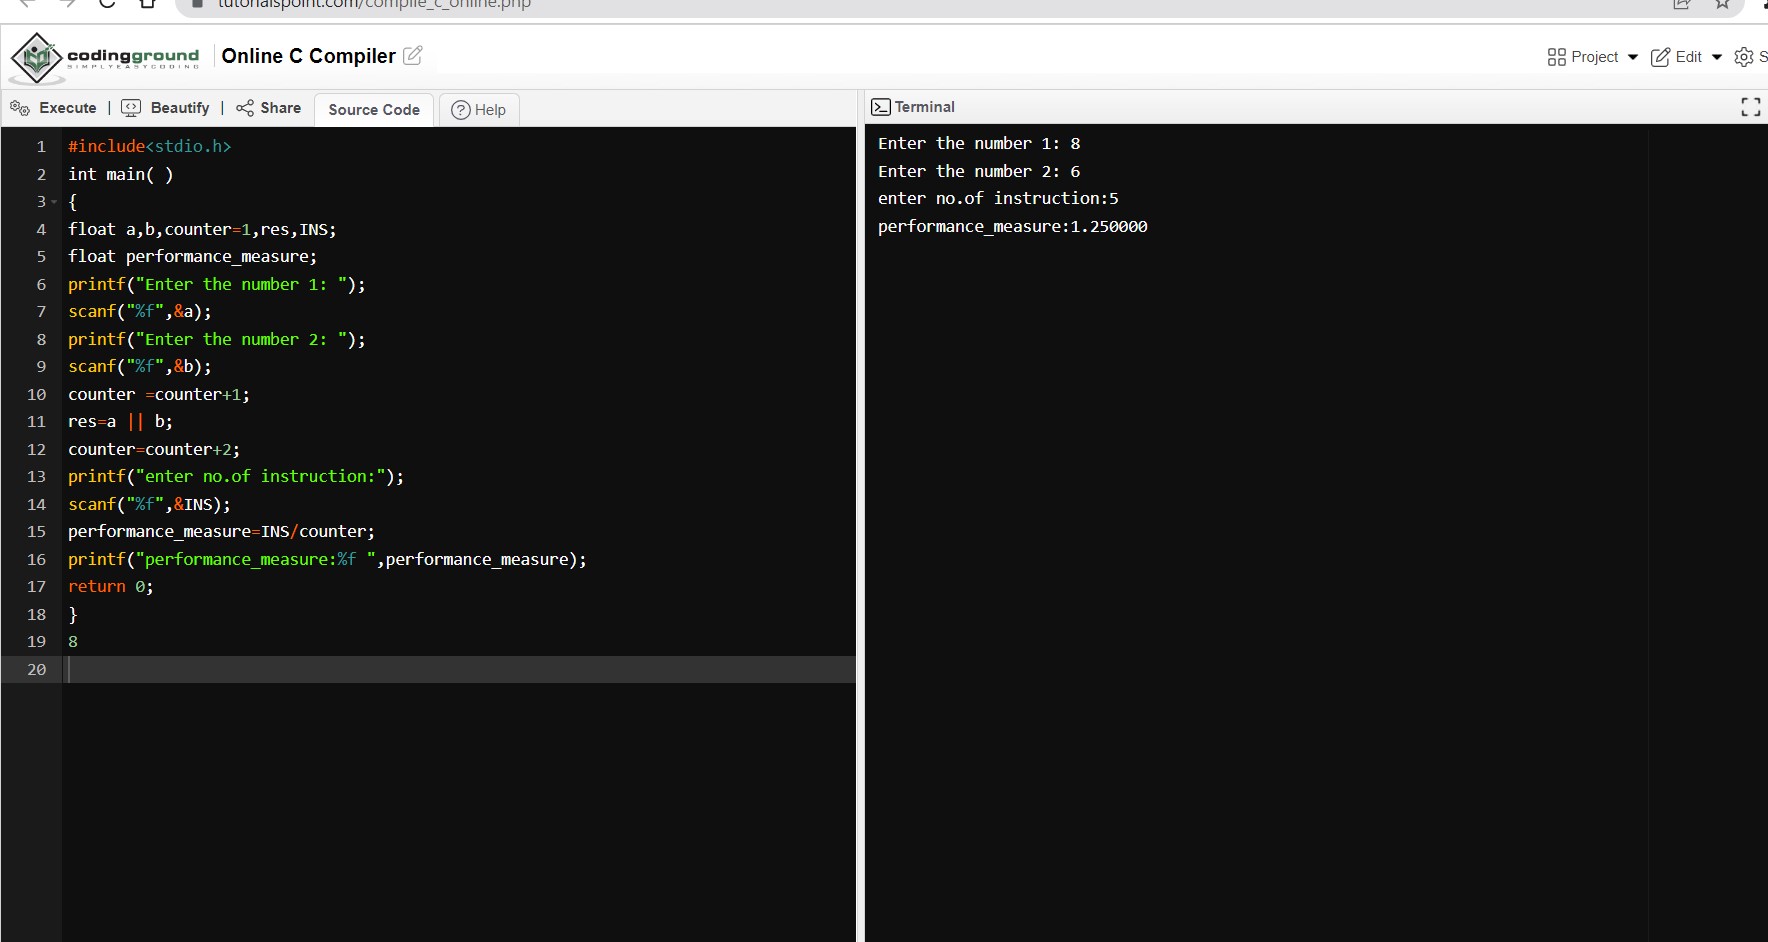 tutorialspoint.com/compile_c_online.php
codingground
SIMPLYEASYCODING
Online C Compiler
Project
Edit
S
Execute | Beautify | Share Source Code Help
Terminal
1 #include<stdio.h>
2 int main( )
3 {
4 float a,b,counter=1,res,INS;
5 float performance_measure;
6 printf("Enter the number 1: ");
7 scanf("%f",&a);
8 printf("Enter the number 2: ");
9 scanf("%f",&b);
10 counter =counter+1;
11 res=a || b;
12 counter=counter+2;
13 printf("enter no.of instruction:");
14 scanf("%f",&INS);
15 performance_measure=INS/counter;
16 printf("performance_measure:%f ",performance_measure);
17 return 0;
18 }
19 8
20
Enter the number 1: 8
Enter the number 2: 6
enter no.of instruction:5
performance_measure:1.250000